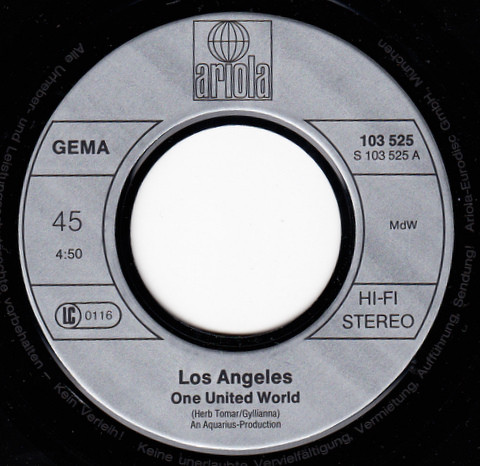 ariola
GEMA
103 525
S 103 525 A
45
4:50
MdW
LC 0116
HI-FI
STEREO
Los Angeles
One United World
(Herb Tomar/Gyllianna)
An Aquarius-Production
Alle Urheber- und Leistungs
vorbehalten – Kein Verleih! Keine unerlaubte Vervielfältigung, Vermietung, Aufführung, Sendung! Ariola-Eurodisc GmbH, München